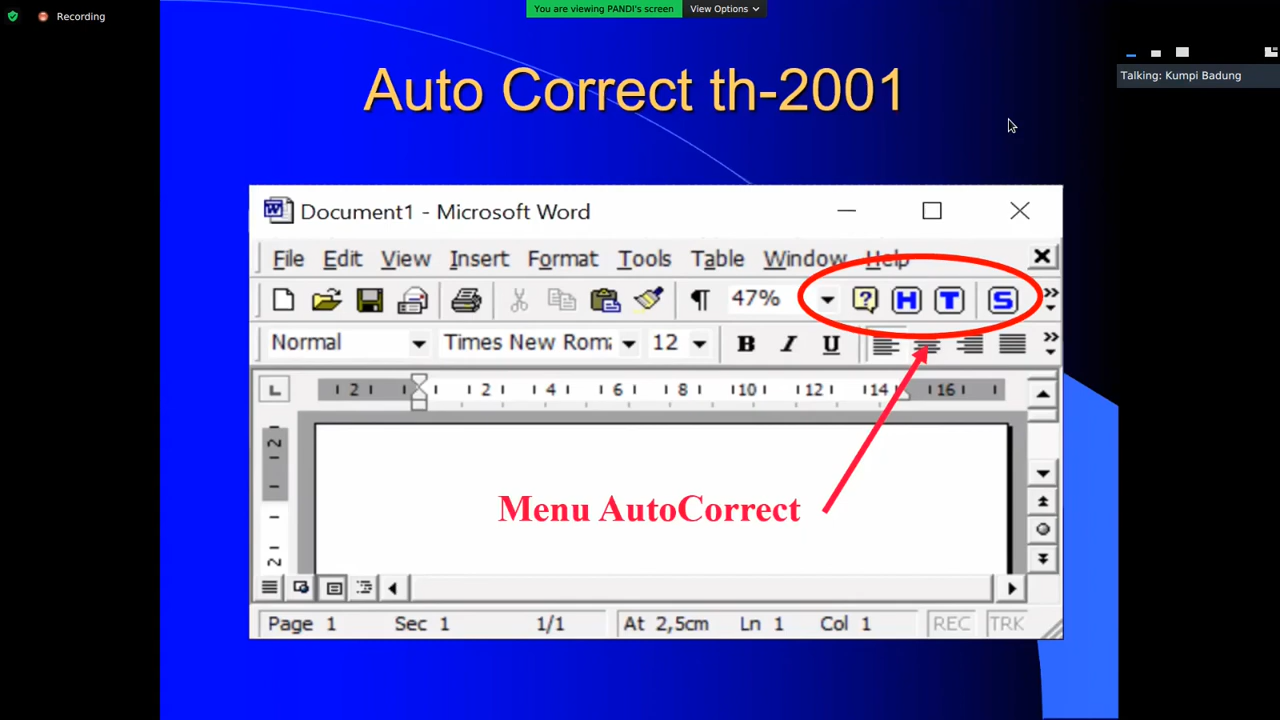 Recording
You are viewing PANDI's screen
View Options
Talking: Kumpi Badung
Auto Correct th-2001
Document1 - Microsoft Word
File Edit View Insert Format Tools Table Window Help
47% ? H T S
Normal Times New Roma 12 B I U
2 2 4 6 8 10 12 14 16
2
2
Menu AutoCorrect
Page 1 Sec 1 1/1 At 2,5cm Ln 1 Col 1 REC TRK